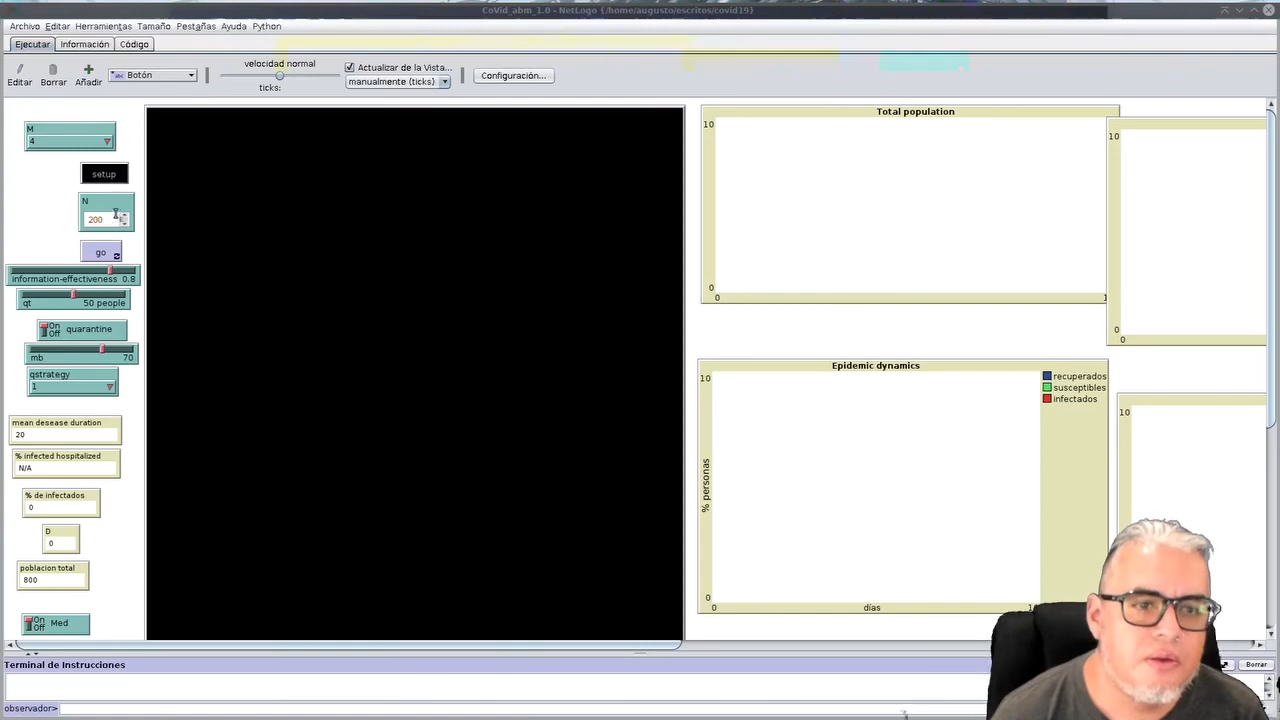 CoVid_abm_1.0 - NetLogo {/home/augusto/escritos/covid19}
Archivo Editar Herramientas Tamaño Pestañas Ayuda Python
Ejecutar Información Código
Editar Borrar Añadir
Botón
velocidad normal
ticks:
Actualizar de la Vista...
manualmente (ticks)
Configuración...
M
4
setup
N
200
go
information-effectiveness 0.8
qt 50 people
On
Off
quarantine
mb 70
qstrategy
1
mean desease duration
20
% infected hospitalized
N/A
% de infectados
0
D
0
poblacion total
800
On
Off
Med
Total population
10
0
0
10
0
0
Epidemic dynamics
10
% personas
0
0
días
recuperados
susceptibles
infectados
10
Terminal de Instrucciones
Borrar
observador>